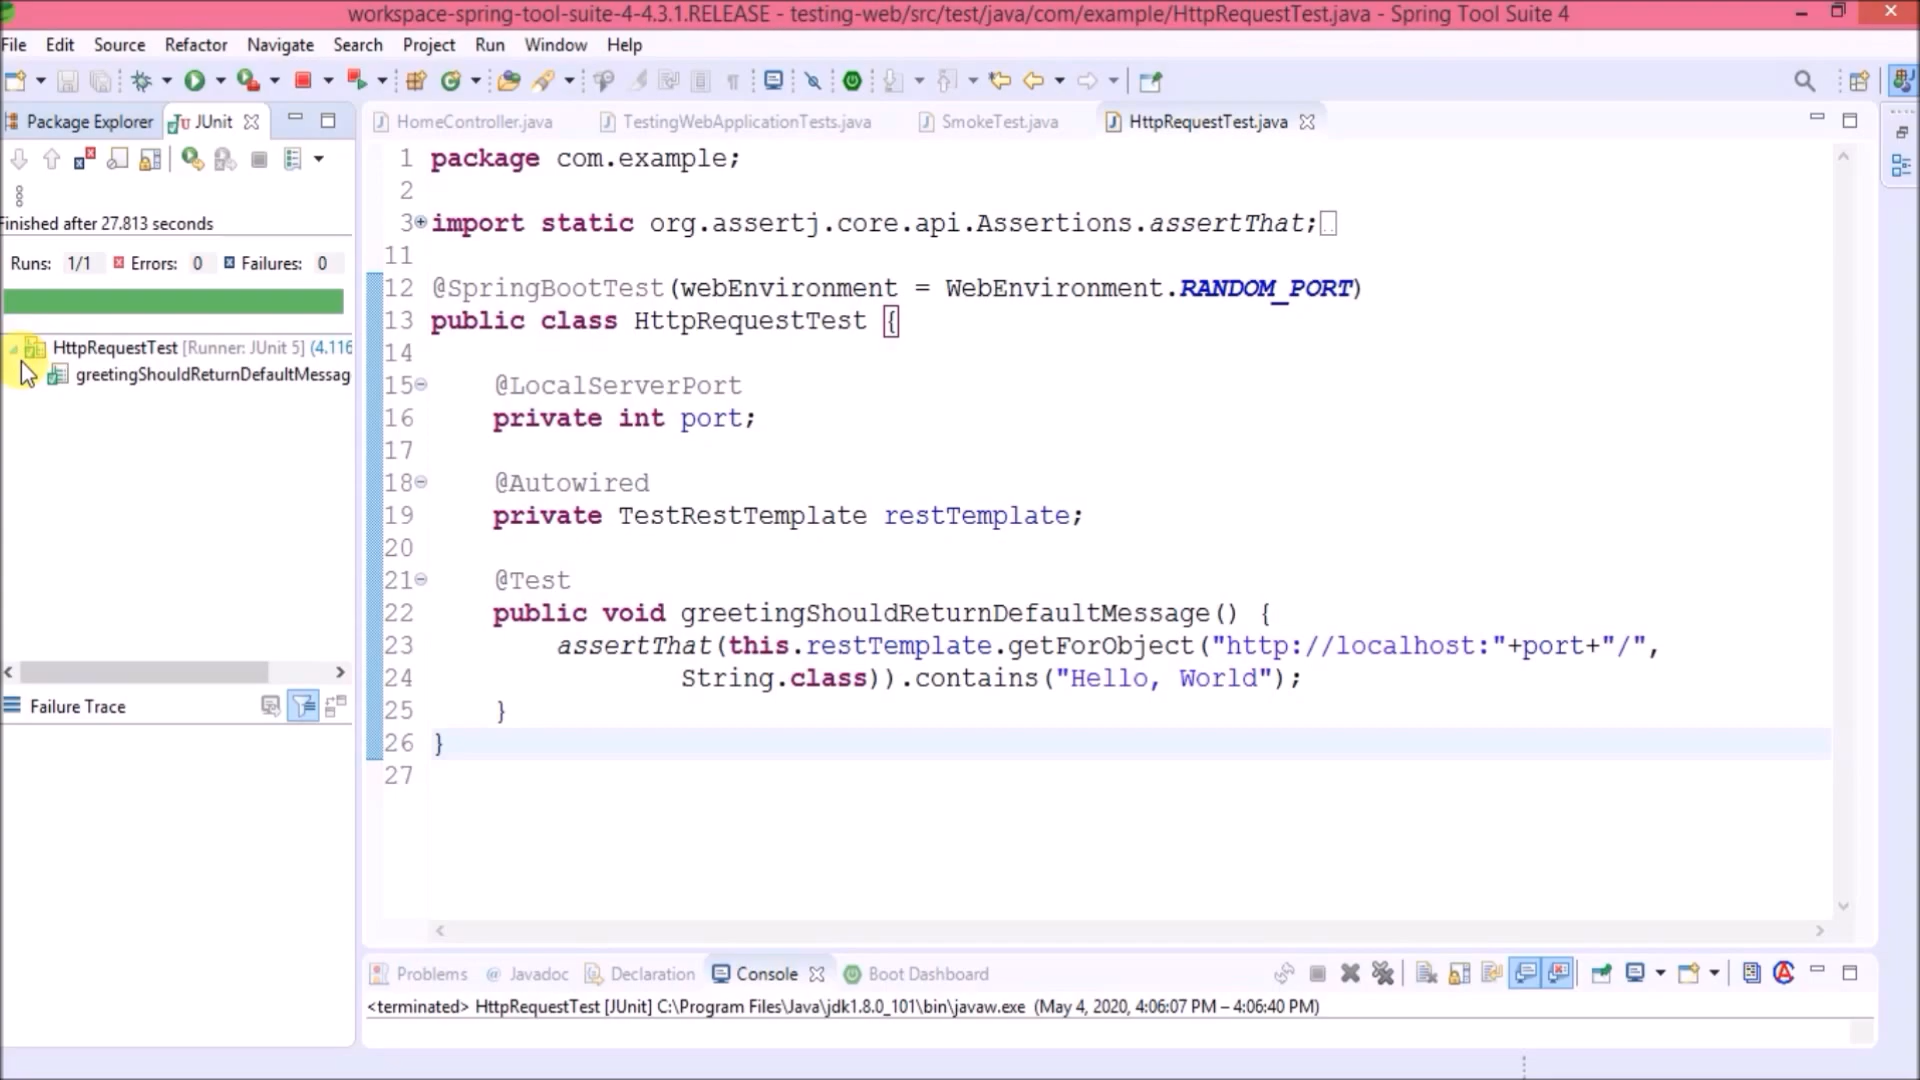 workspace-spring-tool-suite-4-4.3.1.RELEASE - testing-web/src/test/java/com/example/HttpRequestTest.java - Spring Tool Suite 4
File Edit Source Refactor Navigate Search Project Run Window Help
Package Explorer JUnit
HomeController.java TestingWebApplicationTests.java SmokeTest.java HttpRequestTest.java
Finished after 27.813 seconds
Runs: 1/1 Errors: 0 Failures: 0
HttpRequestTest [Runner: JUnit 5] (4.116
greetingShouldReturnDefaultMessag
Failure Trace
1 package com.example;
2
3 import static org.assertj.core.api.Assertions.assertThat;
11
12 @SpringBootTest(webEnvironment = WebEnvironment.RANDOM_PORT)
13 public class HttpRequestTest {
14
15 @LocalServerPort
16 private int port;
17
18 @Autowired
19 private TestRestTemplate restTemplate;
20
21 @Test
22 public void greetingShouldReturnDefaultMessage() {
23 assertThat(this.restTemplate.getForObject("http://localhost:"+port+"/",
24 String.class)).contains("Hello, World");
25 }
26 }
27
Problems @ Javadoc Declaration Console Boot Dashboard
<terminated> HttpRequestTest [JUnit] C:\Program Files\Java\jdk1.8.0_101\bin\javaw.exe (May 4, 2020, 4:06:07 PM – 4:06:40 PM)